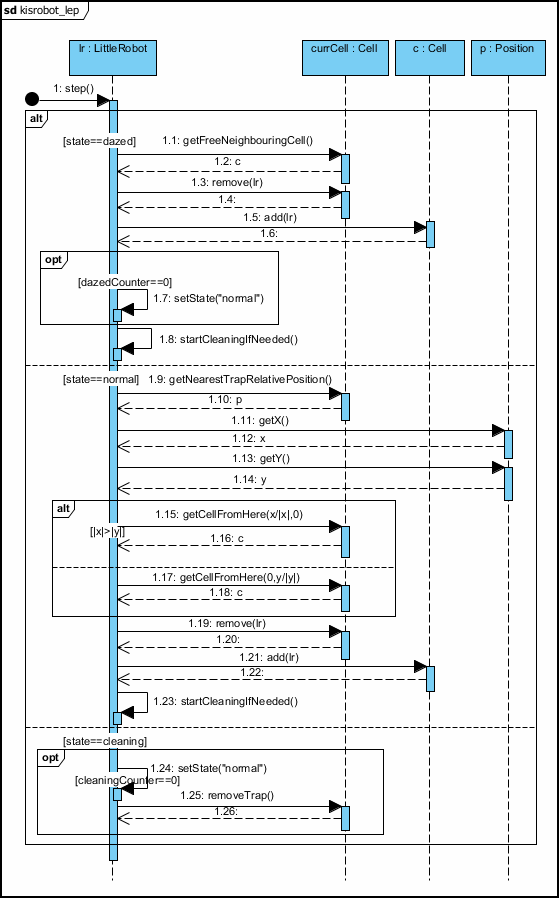 sd kisrobot_lep
lr : LittleRobot
currCell : Cell
c : Cell
p : Position
1: step()
alt
[state==dazed]
1.1: getFreeNeighbouringCell()
1.2: c
1.3: remove(lr)
1.4:
1.5: add(lr)
1.6:
opt
[dazedCounter==0]
1.7: setState("normal")
1.8: startCleaningIfNeeded()
[state==normal]
1.9: getNearestTrapRelativePosition()
1.10: p
1.11: getX()
1.12: x
1.13: getY()
1.14: y
alt
1.15: getCellFromHere(x/|x|,0)
[|x|>|y|]
1.16: c
1.17: getCellFromHere(0,y/|y|)
1.18: c
1.19: remove(lr)
1.20:
1.21: add(lr)
1.22:
1.23: startCleaningIfNeeded()
[state==cleaning]
opt
1.24: setState("normal")
[cleaningCounter==0]
1.25: removeTrap()
1.26: